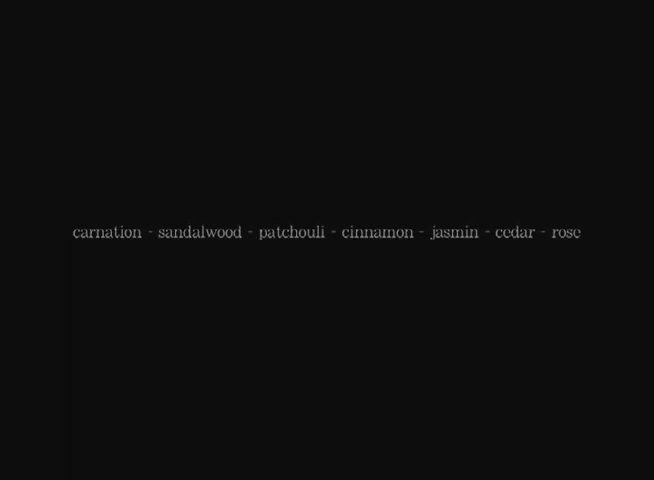 carnation - sandalwood - patchouli - cinnamon - jasmin - cedar - rose